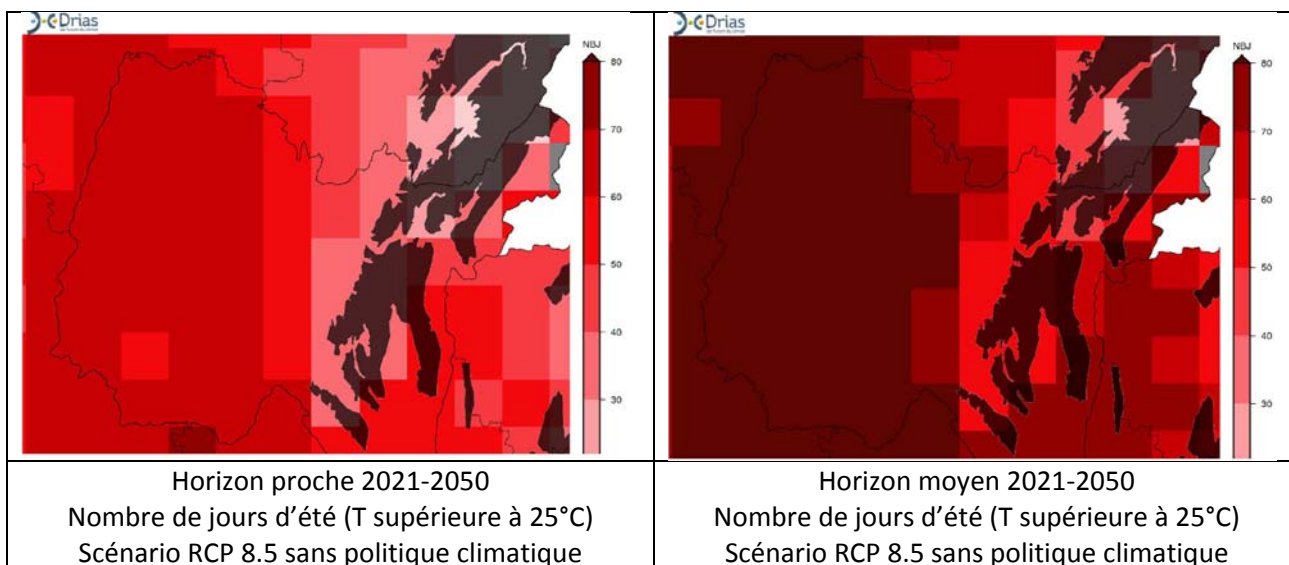 Drias
NBJ
80
70
60
50
40
30
Drias
NBJ
80
70
60
50
40
30
Horizon proche 2021-2050
Nombre de jours d’été (T supérieure à 25°C)
Scénario RCP 8.5 sans politique climatique
Horizon moyen 2021-2050
Nombre de jours d’été (T supérieure à 25°C)
Scénario RCP 8.5 sans politique climatique